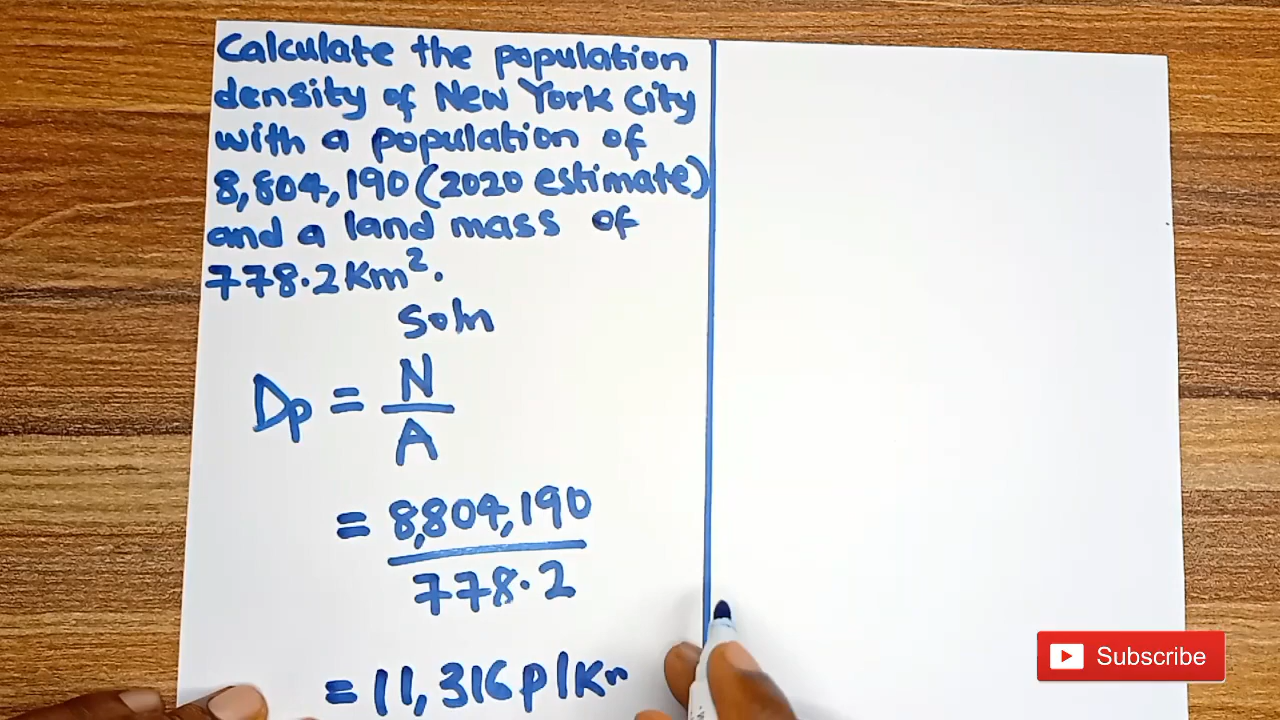 Calculate the population
density of New York City
with a population of
8,804,190 (2020 estimate)
and a land mass of
778.2 Km².
Soln
Dp = N
A
= 8,804,190
778.2
= 11,316 p/Km
Subscribe